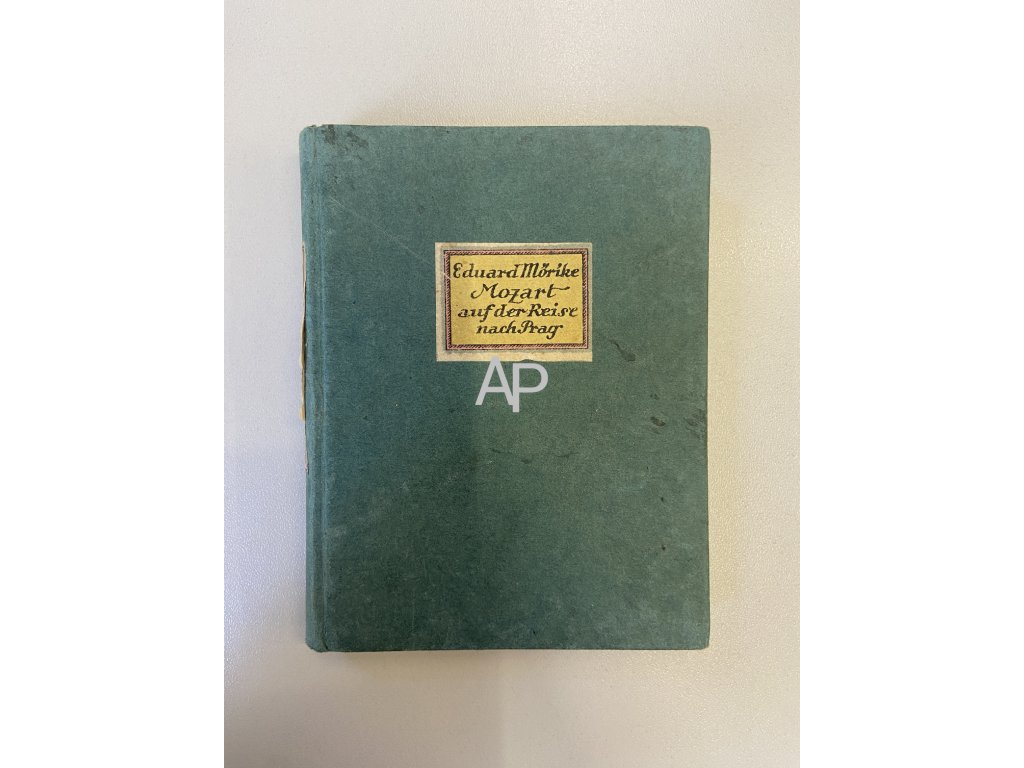 Eduard Mörike
Mozart
auf der Reise
nach Prag
AP